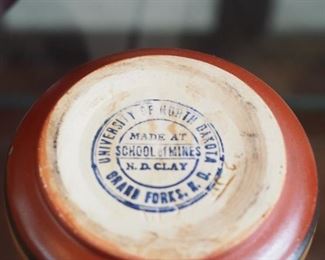 UNIVERSITY OF NORTH DAKOTA
MADE AT
SCHOOL of MINES
N. D. CLAY
GRAND FORKS, N. D.